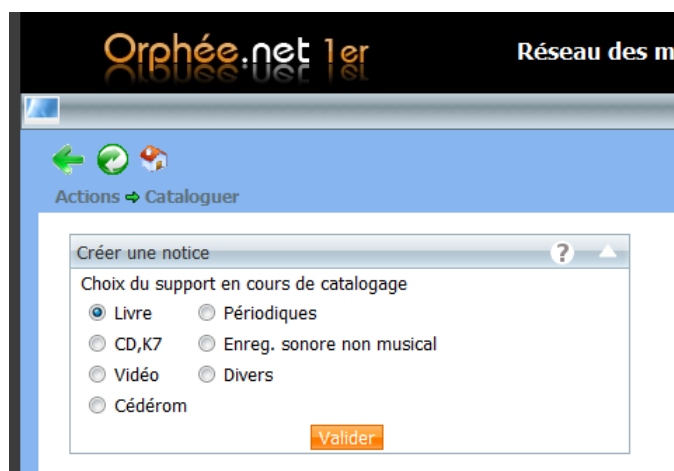 Orphée.net 1er
Réseau des m
Actions Cataloguer
Créer une notice ?
Choix du support en cours de catalogage
Livre Périodiques
CD,K7 Enreg. sonore non musical
Vidéo Divers
Cédérom
Valider